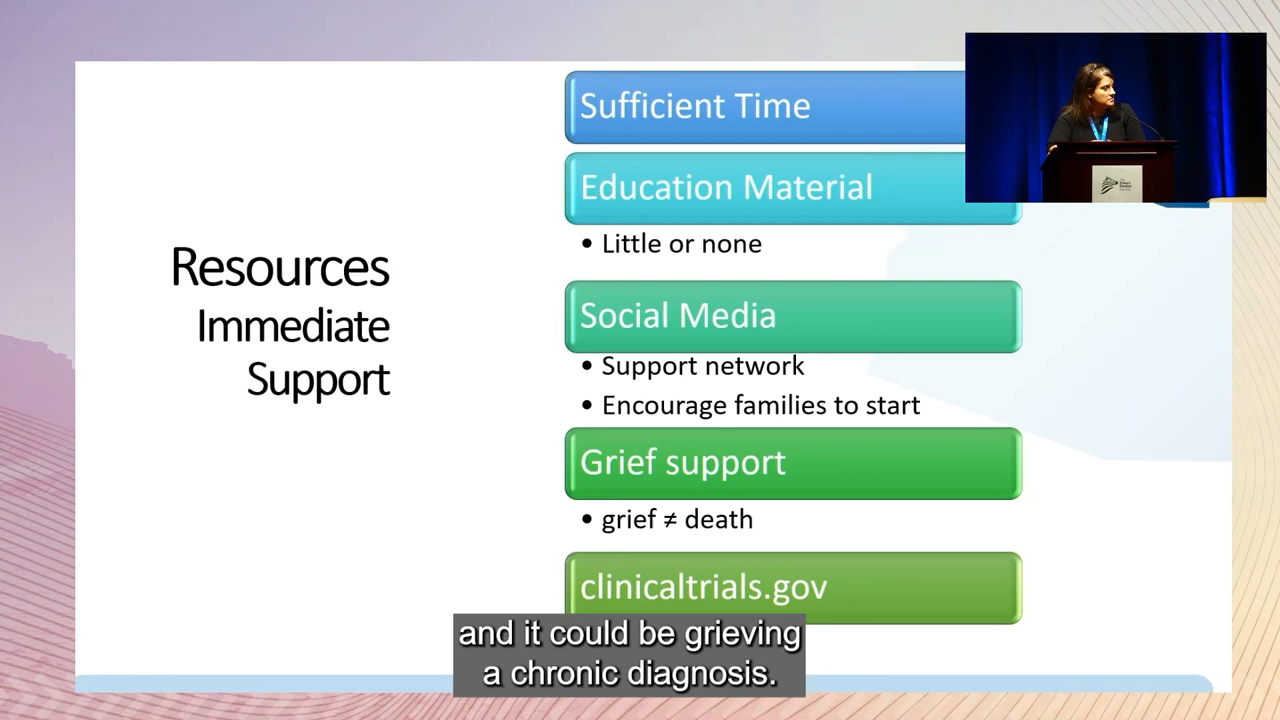 Resources
Immediate
Support
Sufficient Time
Education Material
• Little or none
Social Media
• Support network
• Encourage families to start
Grief support
• grief ≠ death
clinicaltrials.gov
and it could be grieving
a chronic diagnosis.